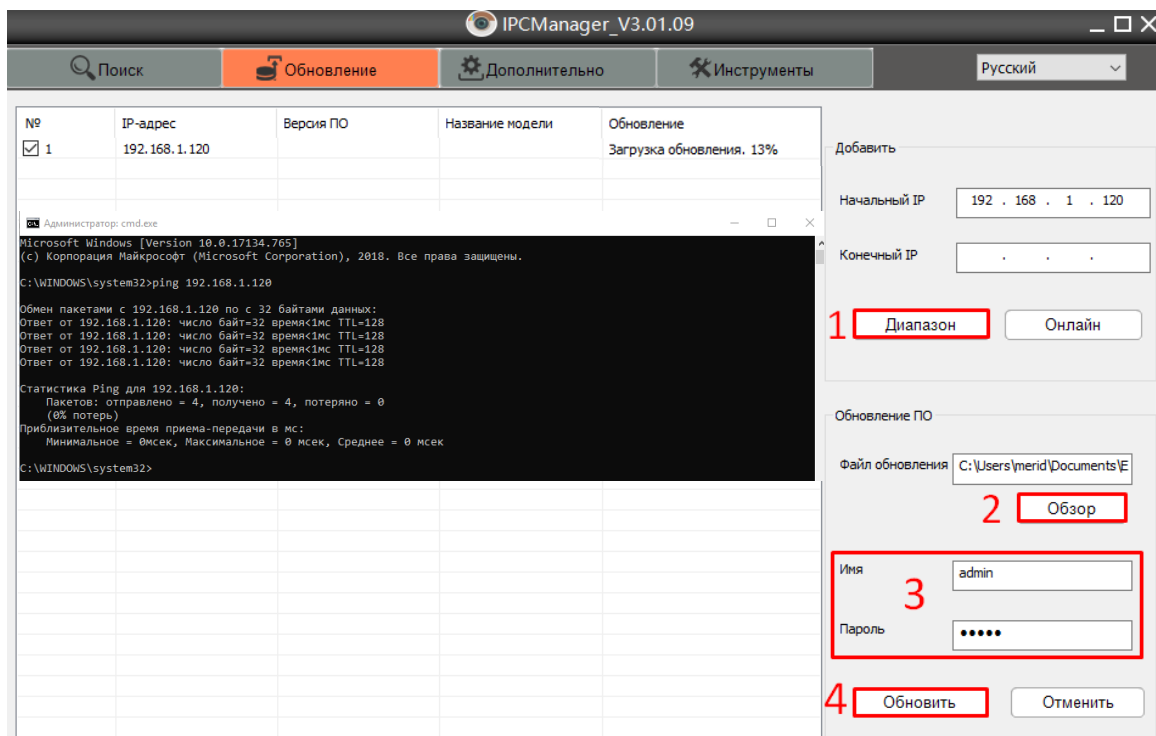 IPCManager_V3.01.09
Поиск
Обновление
Дополнительно
Инструменты
Русский
№ IP-адрес Версия ПО Название модели Обновление
1 192.168.1.120 Загрузка обновления. 13%
Добавить
Начальный IP 192 . 168 . 1 . 120
Конечный IP . . .
1 Диапазон Онлайн
Администратор: cmd.exe
Microsoft Windows [Version 10.0.17134.765]
(c) Корпорация Майкрософт (Microsoft Corporation), 2018. Все права защищены.
C:\WINDOWS\system32>ping 192.168.1.120
Обмен пакетами с 192.168.1.120 по с 32 байтами данных:
Ответ от 192.168.1.120: число байт=32 время<1мс TTL=128
Ответ от 192.168.1.120: число байт=32 время<1мс TTL=128
Ответ от 192.168.1.120: число байт=32 время<1мс TTL=128
Ответ от 192.168.1.120: число байт=32 время<1мс TTL=128
Статистика Ping для 192.168.1.120:
Пакетов: отправлено = 4, получено = 4, потеряно = 0
(0% потерь)
Приблизительное время приема-передачи в мс:
Минимальное = 0мсек, Максимальное = 0 мсек, Среднее = 0 мсек
C:\WINDOWS\system32>
Обновление ПО
Файл обновления C:\Users\merid\Documents\E
2 Обзор
3
Имя admin
Пароль •••••
4 Обновить Отменить